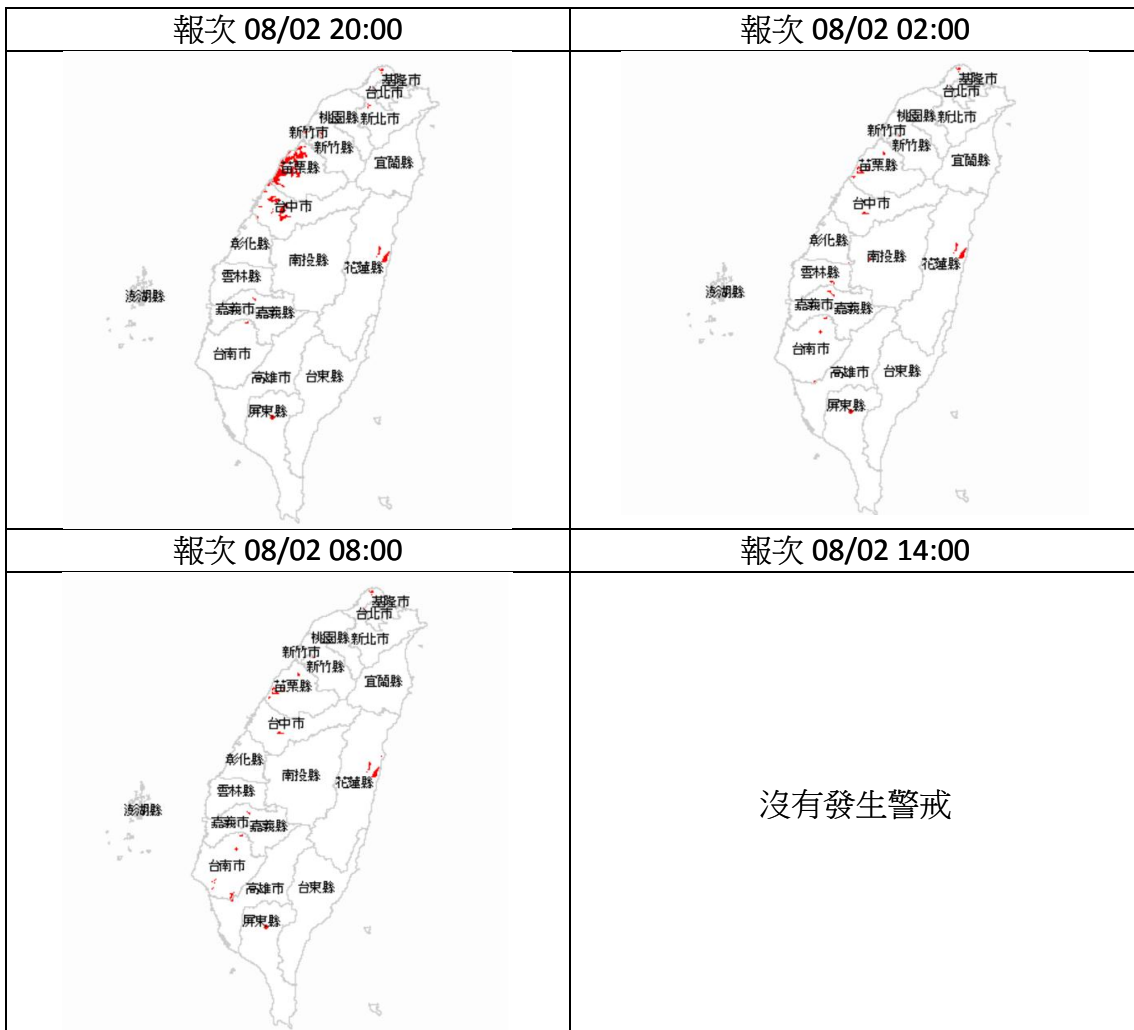 報次 08/02 20:00
報次 08/02 02:00
基隆市
台北市
桃園縣 新北市
新竹市
新竹縣
苗栗縣
宜蘭縣
台中市
彰化縣
南投縣
花蓮縣
雲林縣
澎湖縣
嘉義市 嘉義縣
台南市
高雄市
台東縣
屏東縣
基隆市
台北市
桃園縣 新北市
新竹市
新竹縣
苗栗縣
宜蘭縣
台中市
彰化縣
南投縣
花蓮縣
雲林縣
澎湖縣
嘉義市 嘉義縣
台南市
高雄市
台東縣
屏東縣
報次 08/02 08:00
報次 08/02 14:00
基隆市
台北市
桃園縣 新北市
新竹市
新竹縣
苗栗縣
宜蘭縣
台中市
彰化縣
南投縣
花蓮縣
雲林縣
澎湖縣
嘉義市 嘉義縣
台南市
高雄市
台東縣
屏東縣
沒有發生警戒